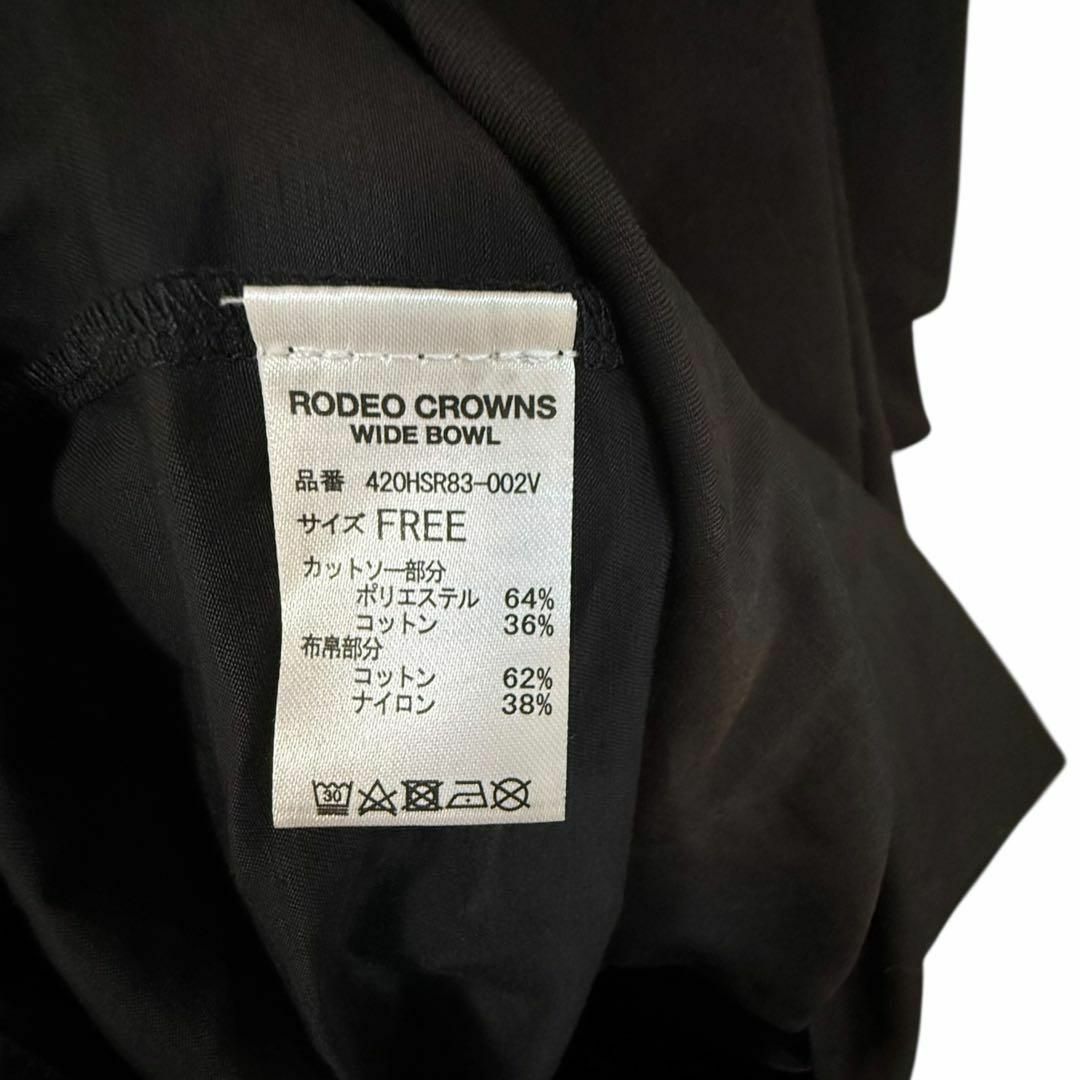 RODEO CROWNS
WIDE BOWL
品番 420HSR83-002V
サイズ FREE
カットソー部分
ポリエステル 64%
コットン 36%
布帛部分
コットン 62%
ナイロン 38%
30